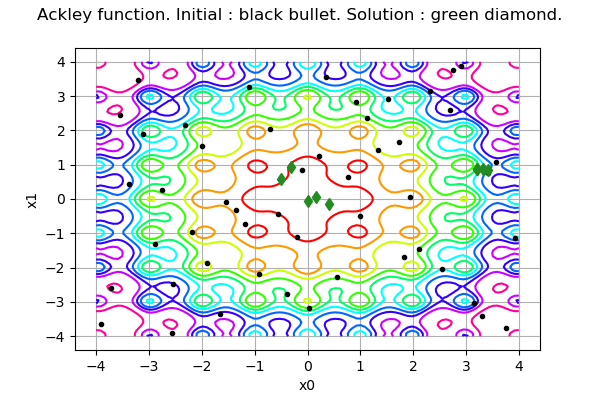 Ackley function. Initial : black bullet. Solution : green diamond.
4
3
2
1
0
−1
−2
−3
−4
x1
−4 −3 −2 −1 0 1 2 3 4
x0